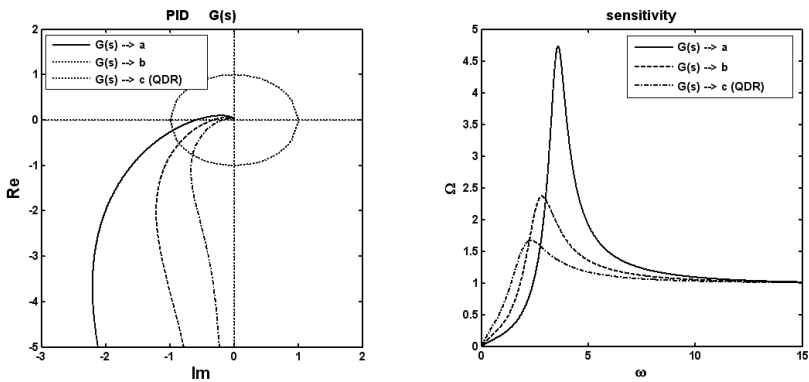 PID G(s)
G(s) --> a
G(s) --> b
G(s) --> c (QDR)
2
1
0
-1
-2
-3
-4
-5
Re
-3
-2
-1
0
1
2
Im
sensitivity
G(s) --> a
G(s) --> b
G(s) --> c (QDR)
5
4.5
4
3.5
3
2.5
2
1.5
1
0.5
0
Ω
0
5
10
15
ω